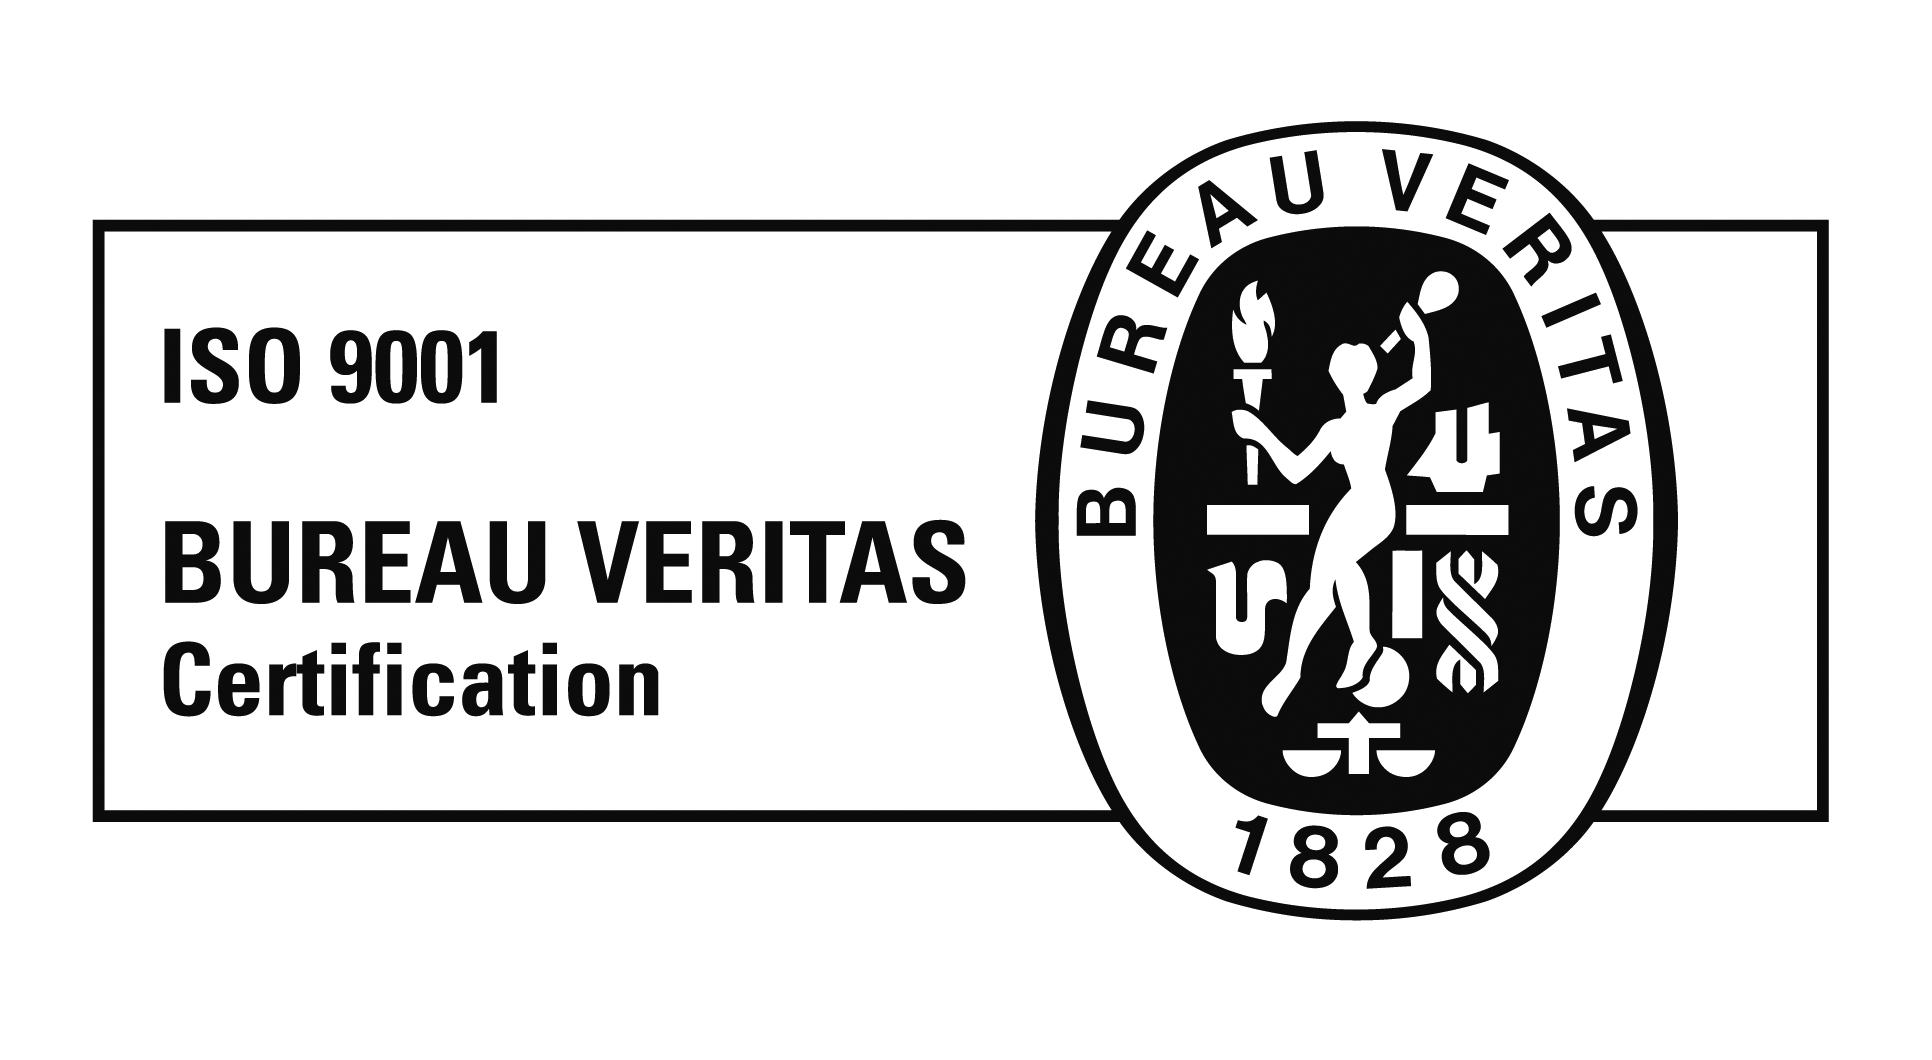 ISO 9001
BUREAU VERITAS
Certification
BUREAU VERITAS
1828